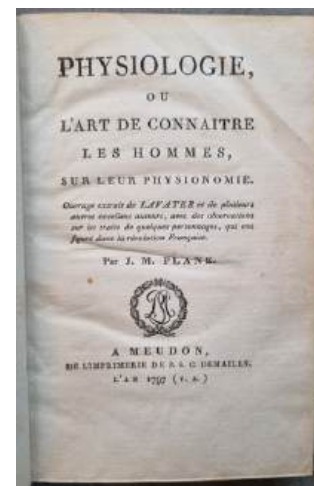 PHYSIOLOGIE,
OU
L'ART DE CONNAITRE
LES HOMMES,
SUR LEUR PHYSIONOMIE.
Ouvrage extrait de LAVATER et de plusieurs
autres excellens auteurs, avec des observations
sur les traits de quelques personnages, qui ont
figuré dans la révolution Française.
Par J. M. PLANE.
A MEUDON,
DE L'IMPRIMERIE DE P. S. C. DEMAILLY.
L'AN 1797 (v. s.)